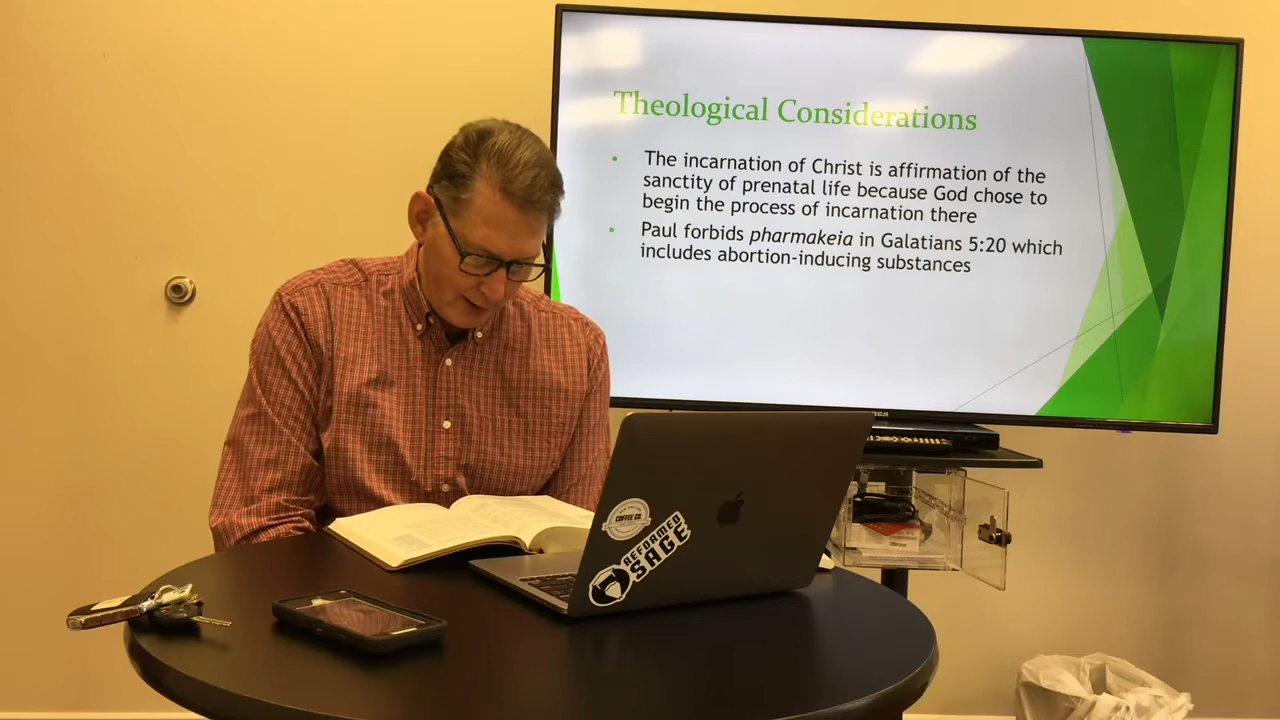 Theological Considerations
• The incarnation of Christ is affirmation of the
sanctity of prenatal life because God chose to
begin the process of incarnation there
• Paul forbids pharmakeia in Galatians 5:20 which
includes abortion-inducing substances
RCA
COFFEE CO.
REFORMED
SAGE